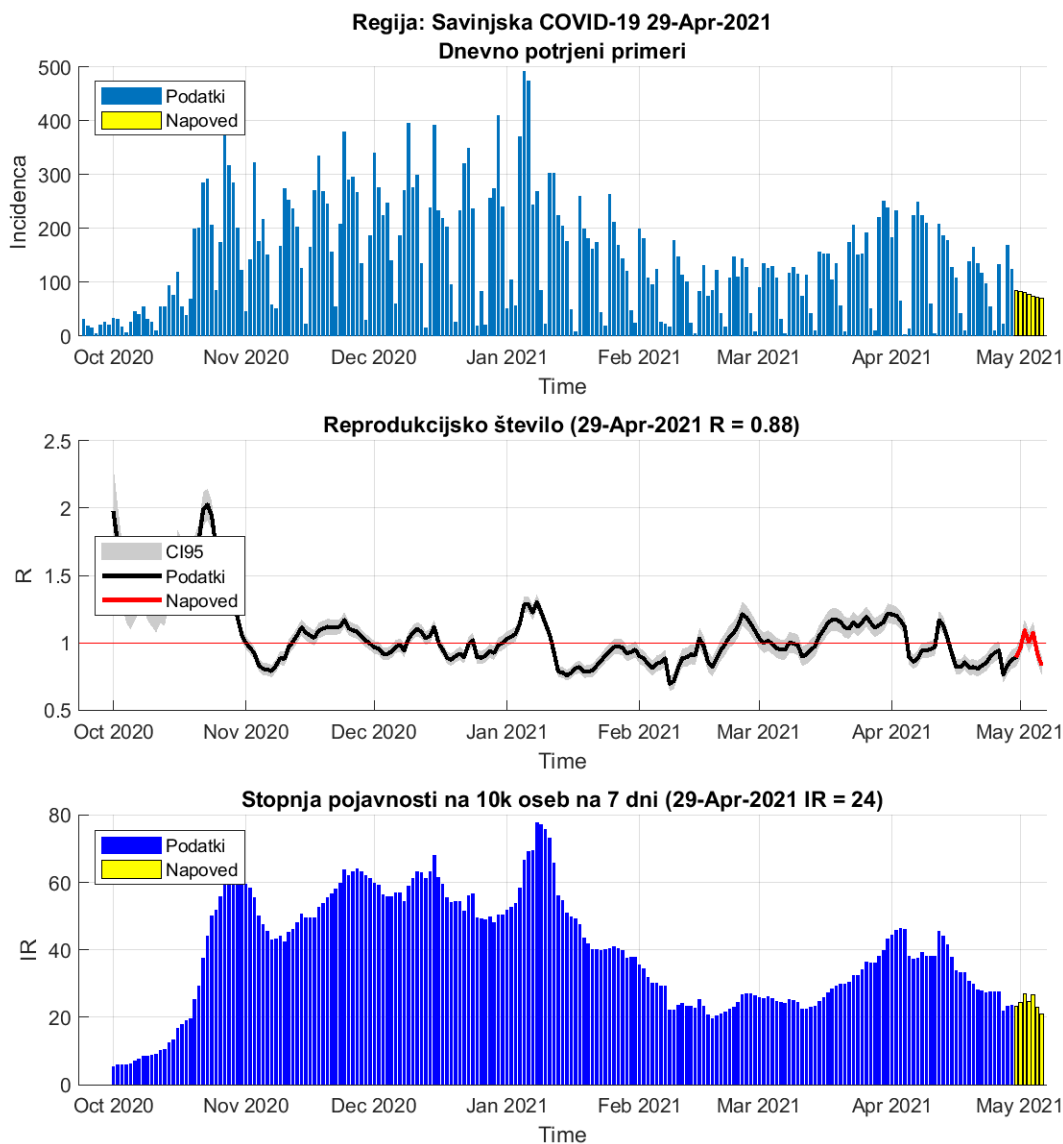 Regija: Savinjska COVID-19 29-Apr-2021
Dnevno potrjeni primeri
500
400
300
200
100
0
Incidenca
Podatki
Napoved
Oct 2020 Nov 2020 Dec 2020 Jan 2021 Feb 2021 Mar 2021 Apr 2021 May 2021
Time
Reprodukcijsko število (29-Apr-2021 R = 0.88)
2.5
2
1.5
1
0.5
R
CI95
Podatki
Napoved
Oct 2020 Nov 2020 Dec 2020 Jan 2021 Feb 2021 Mar 2021 Apr 2021 May 2021
Time
Stopnja pojavnosti na 10k oseb na 7 dni (29-Apr-2021 IR = 24)
80
60
40
20
0
IR
Podatki
Napoved
Oct 2020 Nov 2020 Dec 2020 Jan 2021 Feb 2021 Mar 2021 Apr 2021 May 2021
Time